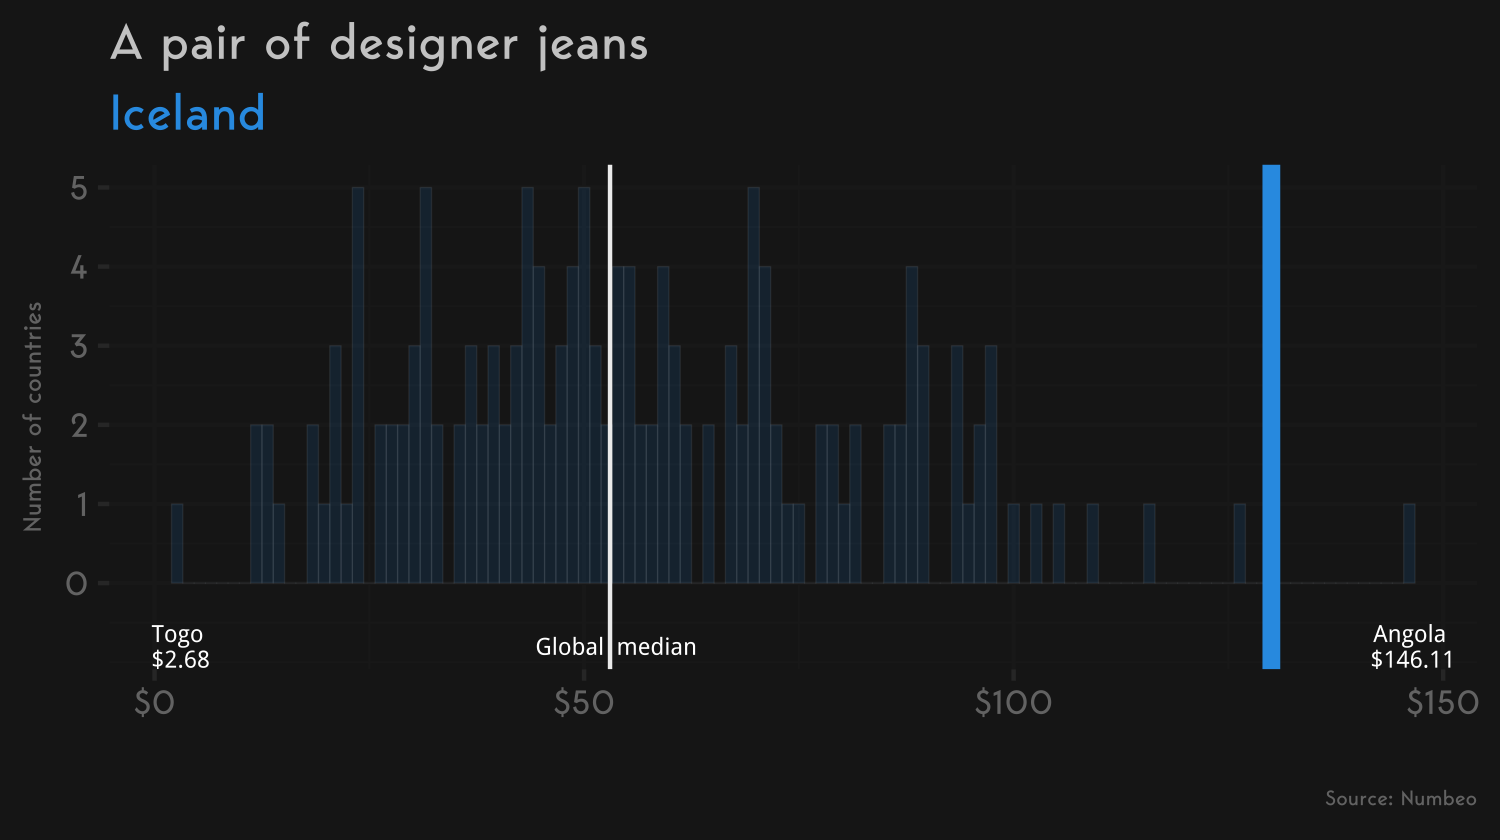 A pair of designer jeans
Iceland
Number of countries
5
4
3
2
1
0
Togo
$2.68
Global median
Angola
$146.11
$0
$50
$100
$150
Source: Numbeo